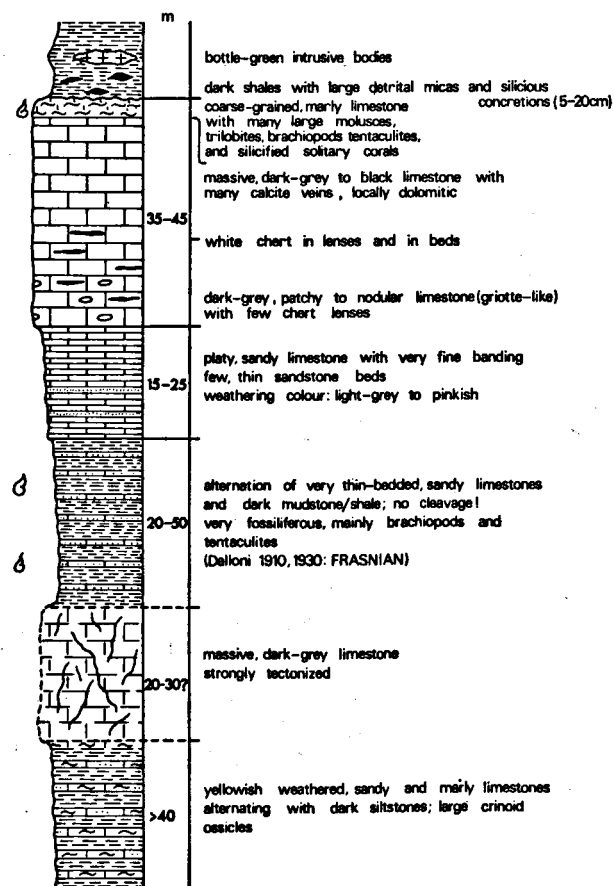 m
bottle-green intrusive bodies
dark shales with large detrital micas and silicious
concretions (5-20cm)
coarse-grained, marly limestone
with many large moluscs,
trilobites, brachiopods tentaculites,
and silicified solitary corals
massive, dark-grey to black limestone with
many calcite veins, locally dolomitic
35-45
white chert in lenses and in beds
dark-grey, patchy to nodular limestone (griotte-like)
with few chert lenses
platy, sandy limestone with very fine banding
few, thin sandstone beds
15-25
weathering colour: light-grey to pinkish
alternation of very thin-bedded, sandy limestones
and dark mudstone/shale; no cleavage!
20-50
very fossiliferous, mainly brachiopods and
tentaculites
(Dalloni 1910, 1930: FRASNIAN)
massive, dark-grey limestone
strongly tectonized
20-30?
yellowish weathered, sandy and marly limestones
alternating with dark siltstones; large crinoid
ossicles
>40